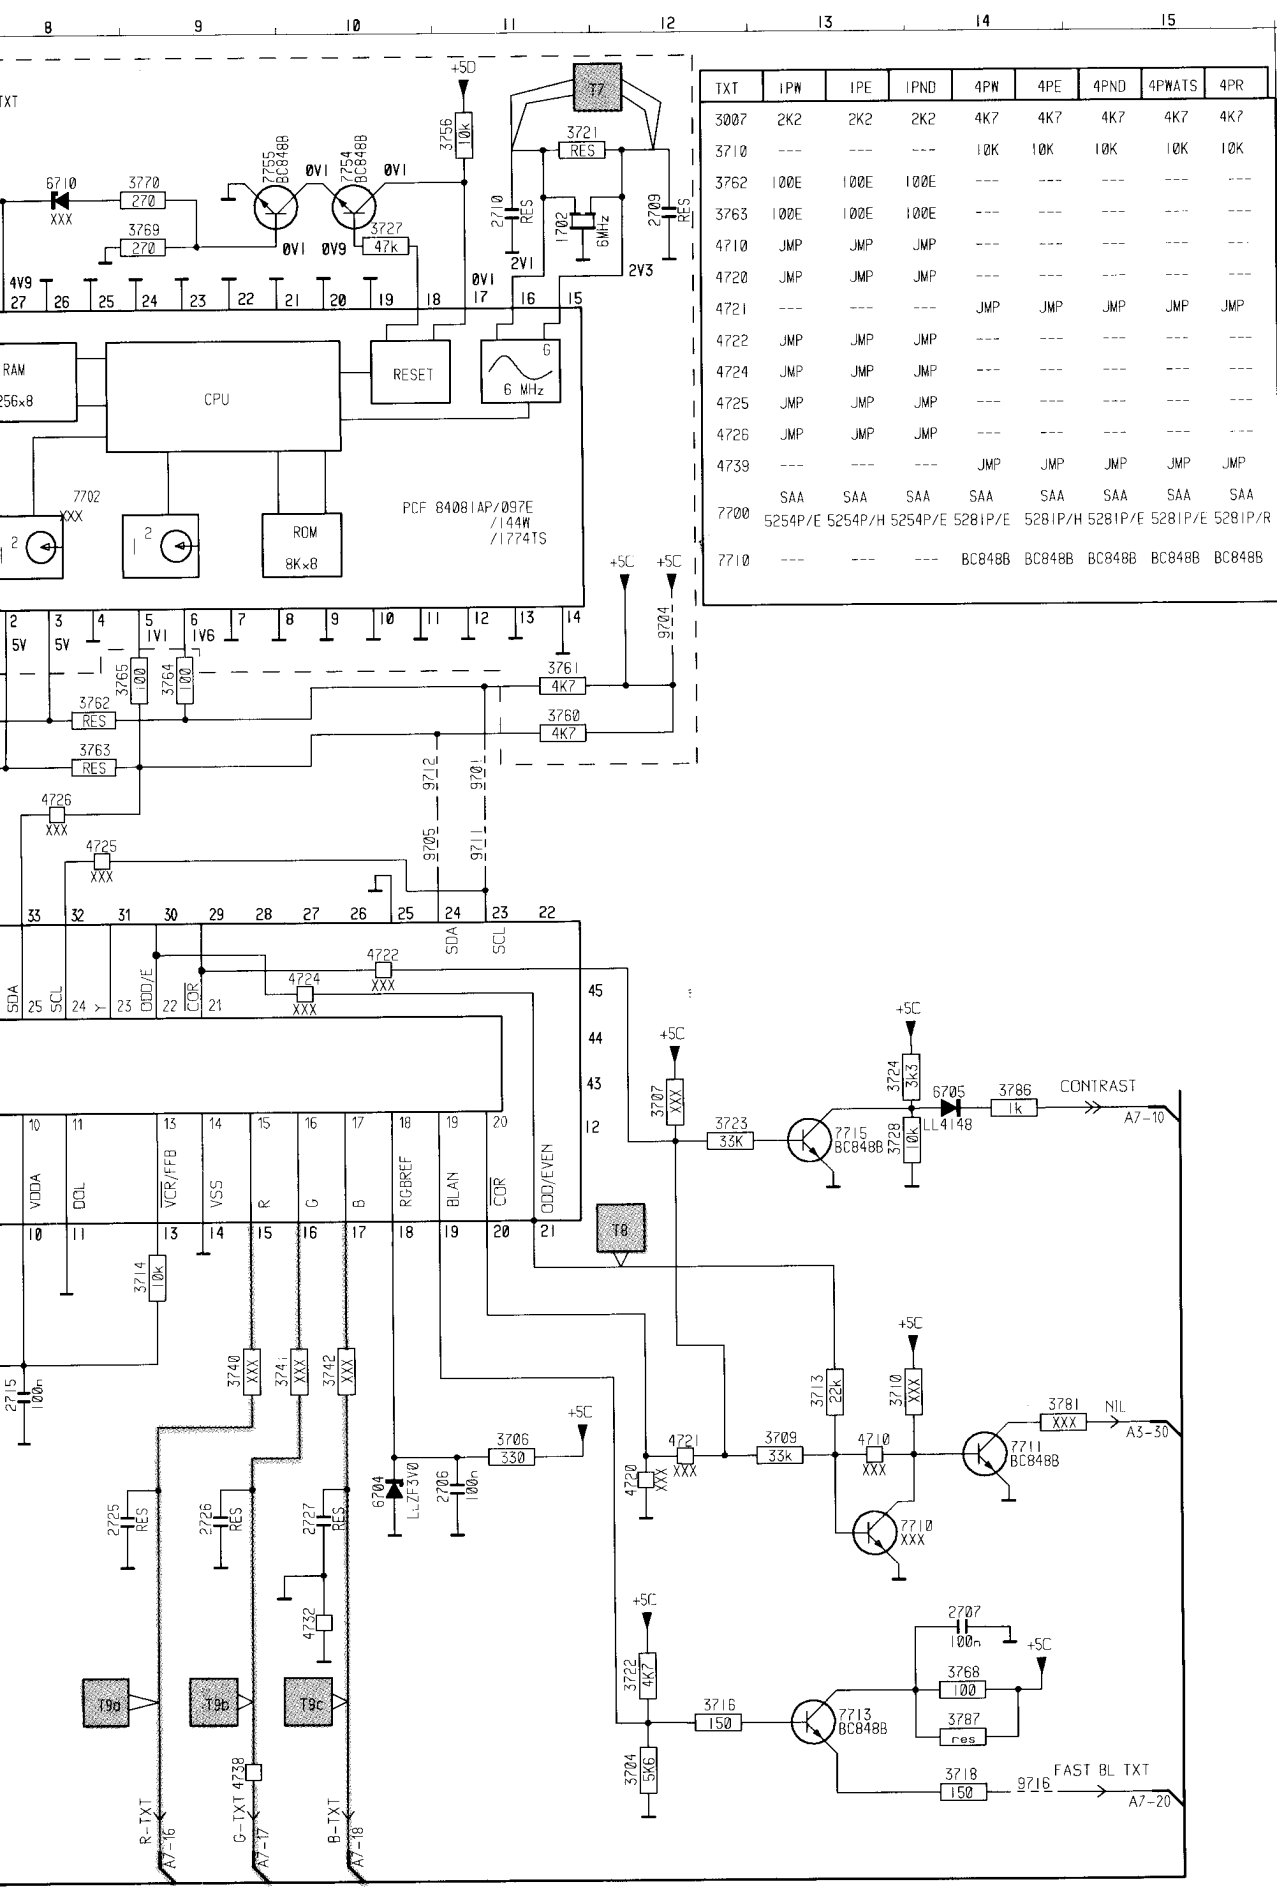 8 9 10 11 12 13 14 15
TXT
+5D
T7
3756
10k
7755
BC848B
7754
BC848B
0V1 0V1
3721
RES
6710
XXX
3770
270
3769
270
0V1 0V9
3727
47k
2710
RES
1702
6MHz
2709
RES
4V9
0V1
2V1
2V3
27 26 25 24 23 22 21 20 19 18 17 16 15
RAM
256x8
CPU
RESET
G
6 MHz
7702
XXX
1 2
1 2
ROM
8Kx8
PCF 84081AP/097E
/144W
/1774TS
2 3 4 5 6 7 8 9 10 11 12 13 14
5V 5V 1V1 1V6
+5C +5C
9704
3765
100
3764
100
3761
4K7
3762
RES
3760
4K7
3763
RES
9712
9701
4726
XXX
4725
XXX
9705
9711
TXT 1PW 1PE 1PND 4PW 4PE 4PND 4PWATS 4PR
3007 2K2 2K2 2K2 4K7 4K7 4K7 4K7 4K7
3710 --- --- --- 10K 10K 10K 10K 10K
3762 100E 100E 100E --- --- --- --- ---
3763 100E 100E 100E --- --- --- --- ---
4710 JMP JMP JMP --- --- --- --- ---
4720 JMP JMP JMP --- --- --- --- ---
4721 --- --- --- JMP JMP JMP JMP JMP
4722 JMP JMP JMP --- --- --- --- ---
4724 JMP JMP JMP --- --- --- --- ---
4725 JMP JMP JMP --- --- --- --- ---
4726 JMP JMP JMP --- --- --- --- ---
4739 --- --- --- JMP JMP JMP JMP JMP
SAA SAA SAA SAA SAA SAA SAA SAA
7700 5254P/E 5254P/H 5254P/E 5281P/E 5281P/H 5281P/E 5281P/E 5281P/R
7710 --- --- --- BC848B BC848B BC848B BC848B BC848B
33 32 31 30 29 28 27 26 25 24 23 22
SDA SCL
4722
XXX
4724
XXX
SDA SCL Y ODD/E COR
25 24 23 22 21
45
44
43
12
10 11 13 14 15 16 17 18 19 20
VDDA DOL VCR/FFB VSS R G B RGBREF BLAN COR ODD/EVEN
10 11 13 14 15 16 17 18 19 20 21
+5C
3707
XXX
3723
33K
7715
BC848B
+5C
3724
3k3
3728
10k
6705
LL4148
3786
1k
CONTRAST
A7-10
T8
3714
10k
2715
100n
3740
XXX
3741
XXX
3742
XXX
+5C
3706
330
6704
LLZF3V0
2706
100n
4720
XXX
4721
XXX
3709
33k
3713
22k
+5C
3710
XXX
4710
XXX
7711
BC848B
3781
XXX
NIL
A3-30
7710
XXX
2725
RES
2726
RES
2727
RES
4732
T9a
T9b
T9c
4738
R-TXT
A7-16
G-TXT
A7-17
B-TXT
A7-18
+5C
3722
4K7
3704
5K6
3716
150
7713
BC848B
2707
100n
+5C
3768
100
3787
res
3718
150
9716
FAST BL TXT
A7-20